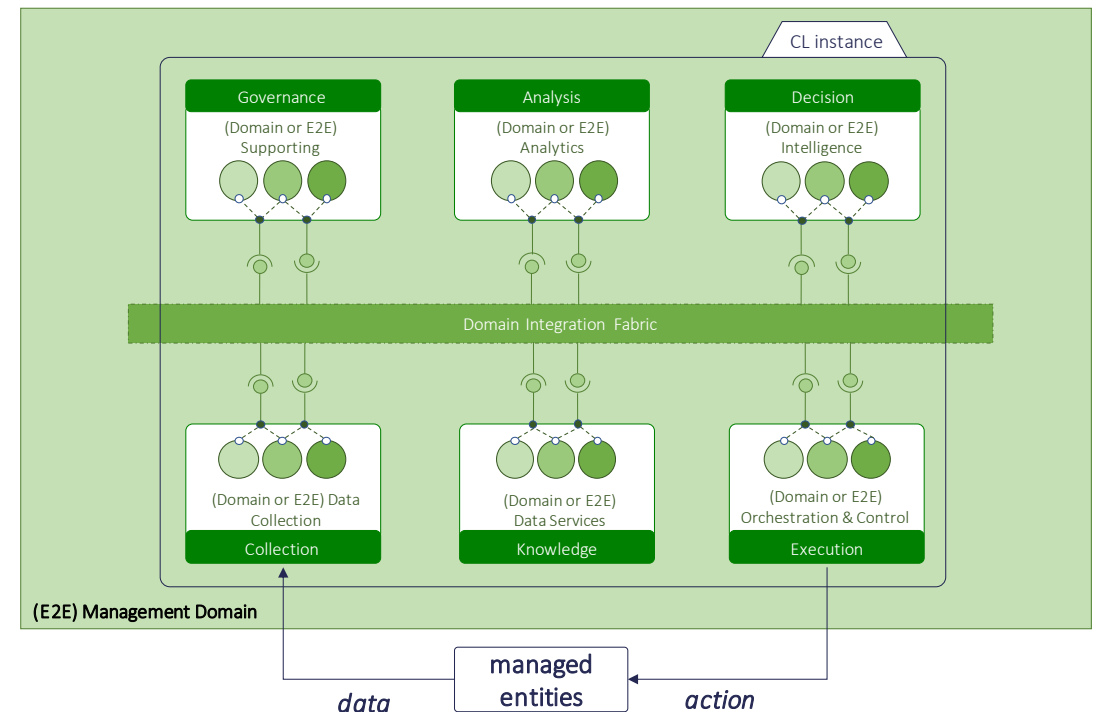 CL instance
Governance
(Domain or E2E)
Supporting
Analysis
(Domain or E2E)
Analytics
Decision
(Domain or E2E)
Intelligence
Domain Integration Fabric
(Domain or E2E) Data
Collection
Collection
(Domain or E2E)
Data Services
Knowledge
(Domain or E2E)
Orchestration & Control
Execution
(E2E) Management Domain
managed
entities
data
action